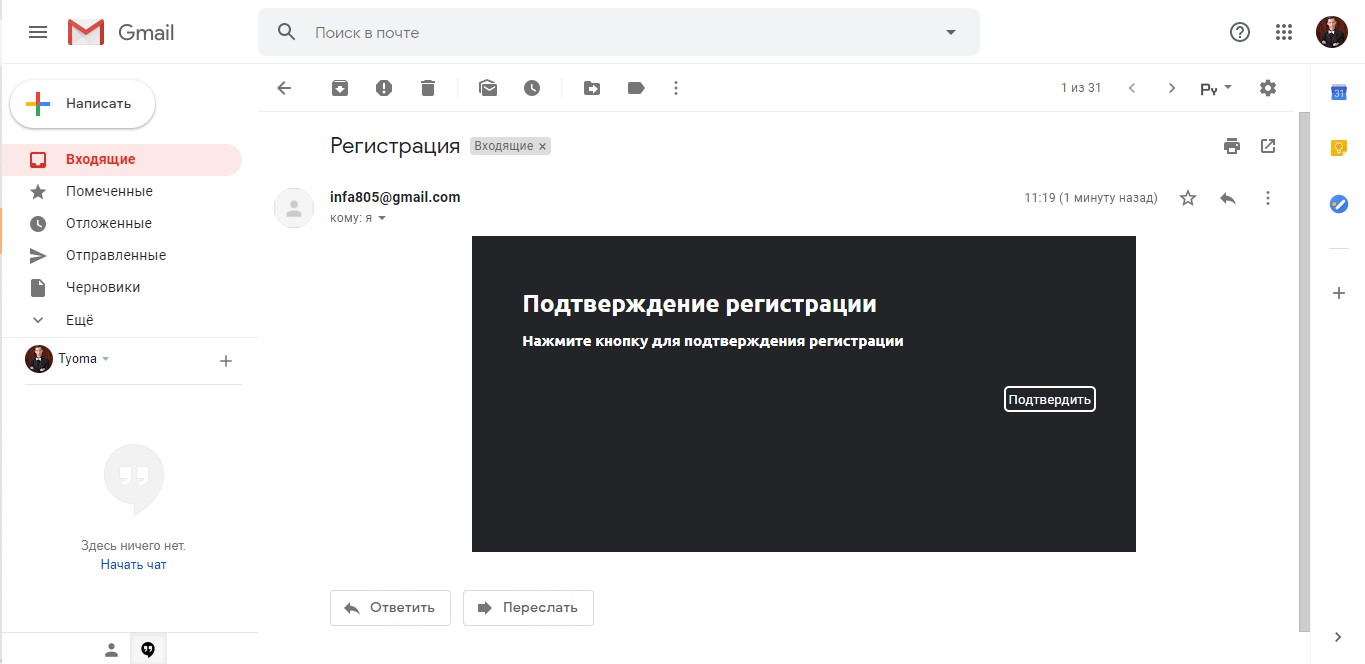 Gmail
Поиск в почте
Написать
1 из 31
Ру
31
Регистрация
Входящие ×
Входящие
Помеченные
Отложенные
Отправленные
Черновики
Ещё
Tyoma
Здесь ничего нет.
Начать чат
infa805@gmail.com
11:19 (1 минуту назад)
кому: я
Подтверждение регистрации
Нажмите кнопку для подтверждения регистрации
Подтвердить
Ответить
Переслать